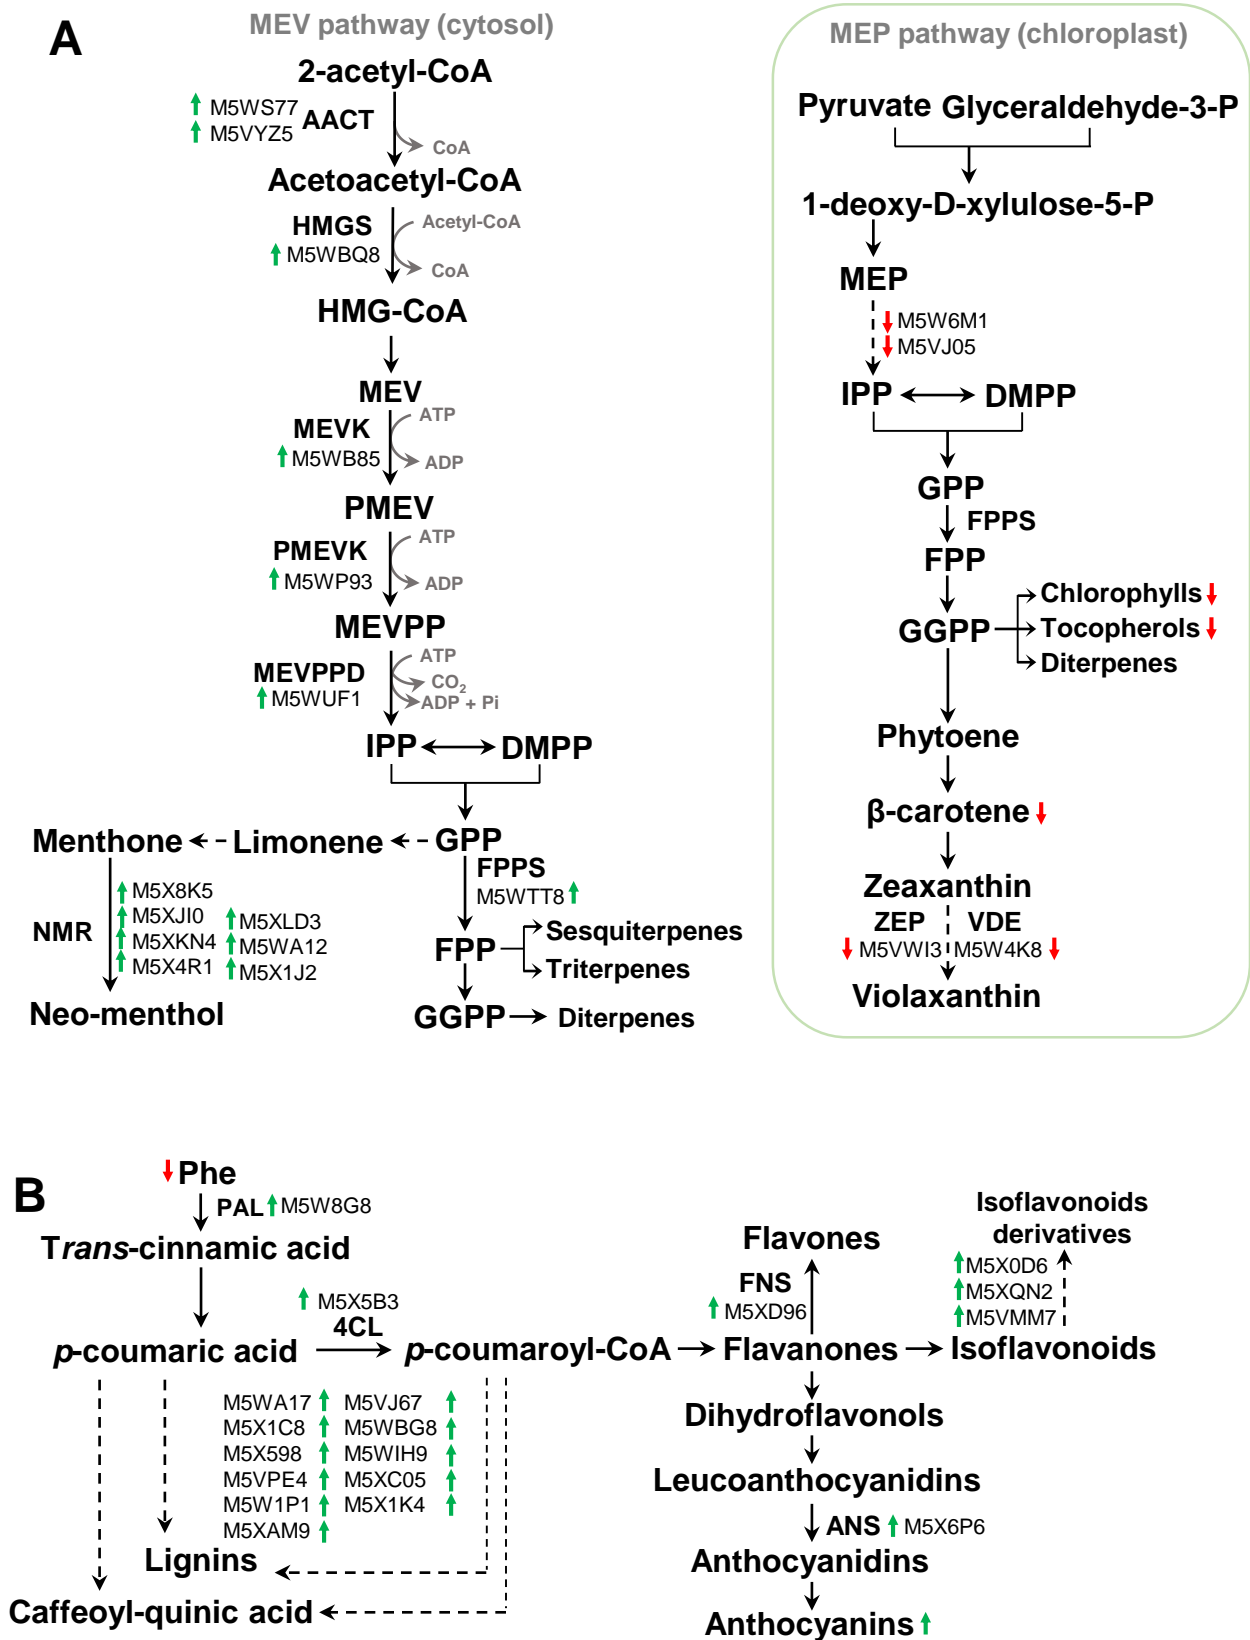 A
MEV pathway (cytosol)
2-acetyl-CoA
M5WS77
M5VYZ5
AACT
CoA
Acetoacetyl-CoA
HMGS
M5WBQ8
Acetyl-CoA
CoA
HMG-CoA
MEV
MEVK
M5WB85
ATP
ADP
PMEV
PMEVK
M5WP93
ATP
ADP
MEVPP
MEVPPD
M5WUF1
ATP
CO2
ADP + Pi
IPP
DMPP
Menthone
Limonene
GPP
FPPS
M5WTT8
NMR
M5X8K5
M5XJI0
M5XKN4
M5X4R1
M5XLD3
M5WA12
M5X1J2
Neo-menthol
FPP
Sesquiterpenes
Triterpenes
GGPP
Diterpenes
MEP pathway (chloroplast)
Pyruvate
Glyceraldehyde-3-P
1-deoxy-D-xylulose-5-P
MEP
M5W6M1
M5VJ05
IPP
DMPP
GPP
FPPS
FPP
GGPP
Chlorophylls
Tocopherols
Diterpenes
Phytoene
β-carotene
Zeaxanthin
ZEP
VDE
M5VWI3
M5W4K8
Violaxanthin
B
Phe
PAL
M5W8G8
Trans-cinnamic acid
M5X5B3
4CL
p-coumaric acid
p-coumaroyl-CoA
M5WA17
M5X1C8
M5X598
M5VPE4
M5W1P1
M5XAM9
M5VJ67
M5WBG8
M5WIH9
M5XC05
M5X1K4
Lignins
Caffeoyl-quinic acid
Flavones
FNS
M5XD96
Flavanones
Isoflavonoids
derivatives
M5X0D6
M5XQN2
M5VMM7
Isoflavonoids
Dihydroflavonols
Leucoanthocyanidins
ANS
M5X6P6
Anthocyanidins
Anthocyanins